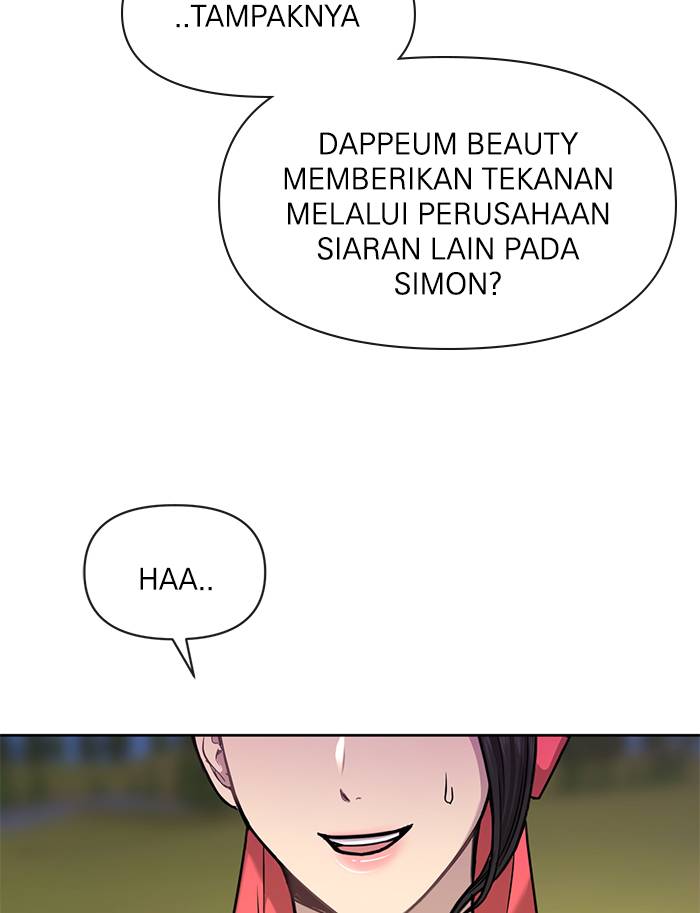 ..TAMPAKNYA
DAPPEUM BEAUTY
MEMBERIKAN TEKANAN
MELALUI PERUSAHAAN
SIARAN LAIN PADA
SIMON?
HAA..